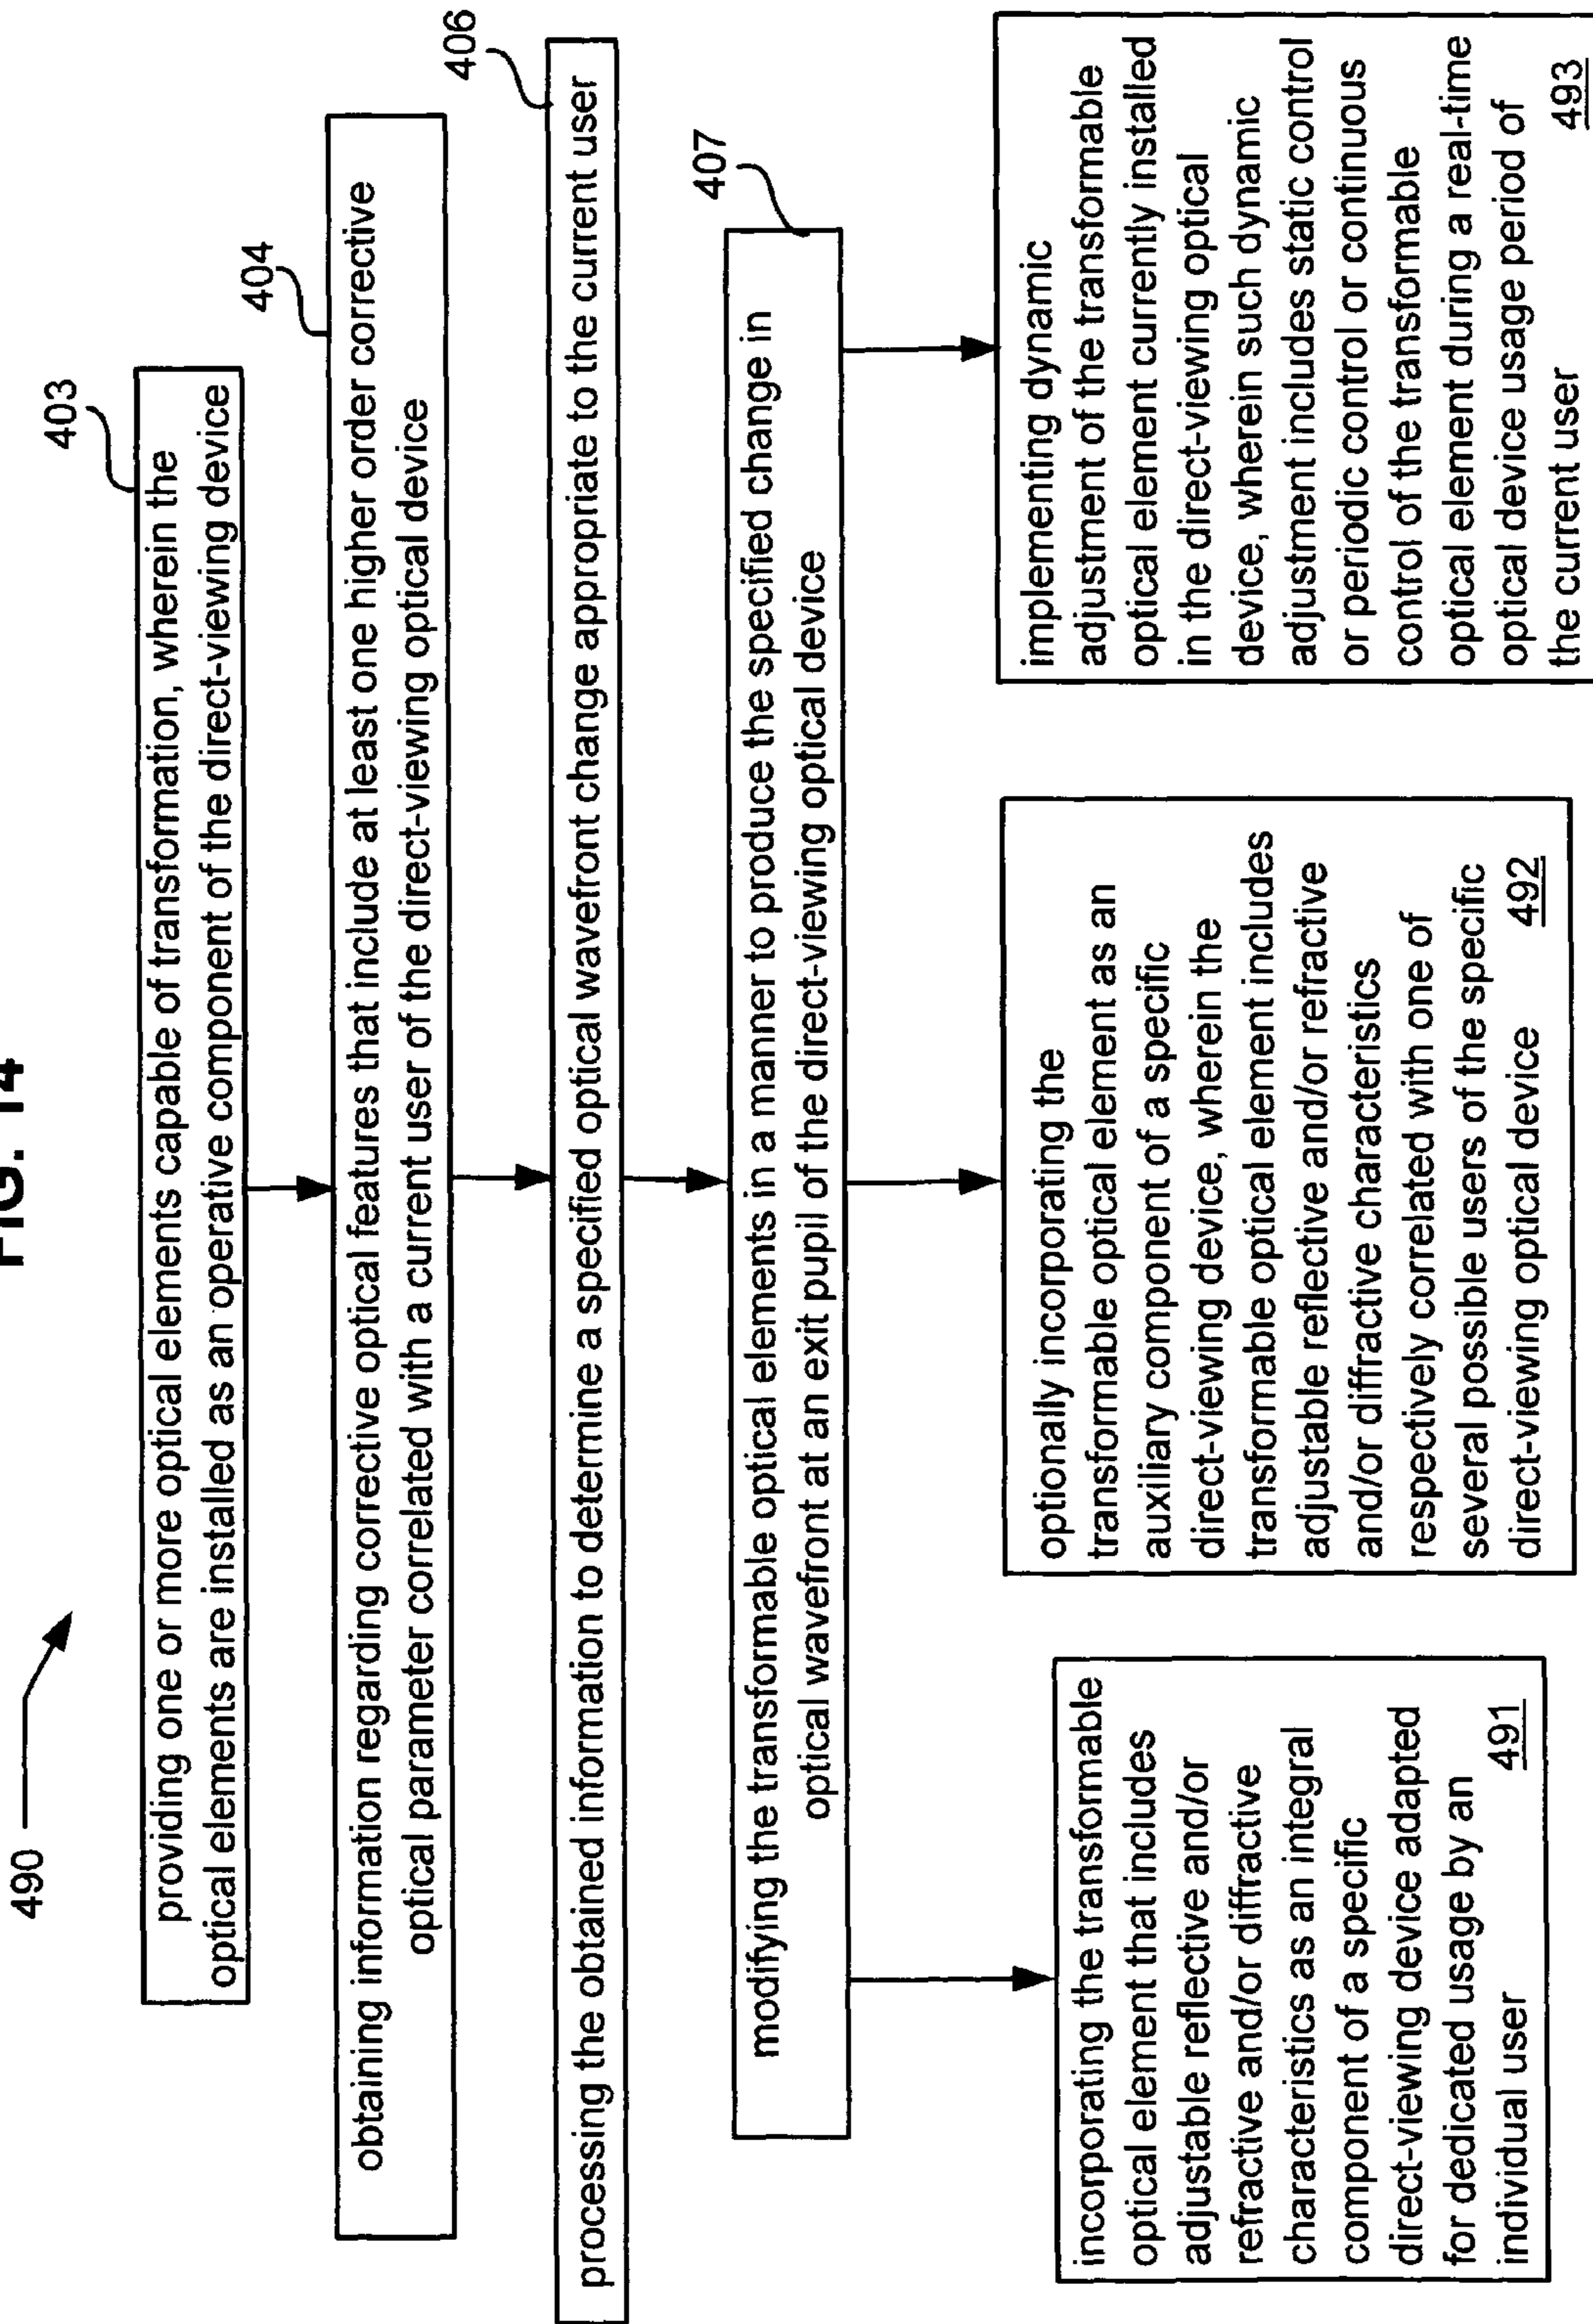 FIG. 14
490
403
providing one or more optical elements capable of transformation, wherein the
optical elements are installed as an operative component of the direct-viewing device
404
obtaining information regarding corrective optical features that include at least one higher order corrective
optical parameter correlated with a current user of the direct-viewing optical device
406
processing the obtained information to determine a specified optical wavefront change appropriate to the current user
407
modifying the transformable optical elements in a manner to produce the specified change in
optical wavefront at an exit pupil of the direct-viewing optical device
incorporating the transformable
optical element that includes
adjustable reflective and/or
refractive and/or diffractive
characteristics as an integral
component of a specific
direct-viewing device adapted
for dedicated usage by an
individual user 491
optionally incorporating the
transformable optical element as an
auxiliary component of a specific
direct-viewing device, wherein the
transformable optical element includes
adjustable reflective and/or refractive
and/or diffractive characteristics
respectively correlated with one of
several possible users of the specific
direct-viewing optical device 492
implementing dynamic
adjustment of the transformable
optical element currently installed
in the direct-viewing optical
device, wherein such dynamic
adjustment includes static control
or periodic control or continuous
control of the transformable
optical element during a real-time
optical device usage period of
the current user 493